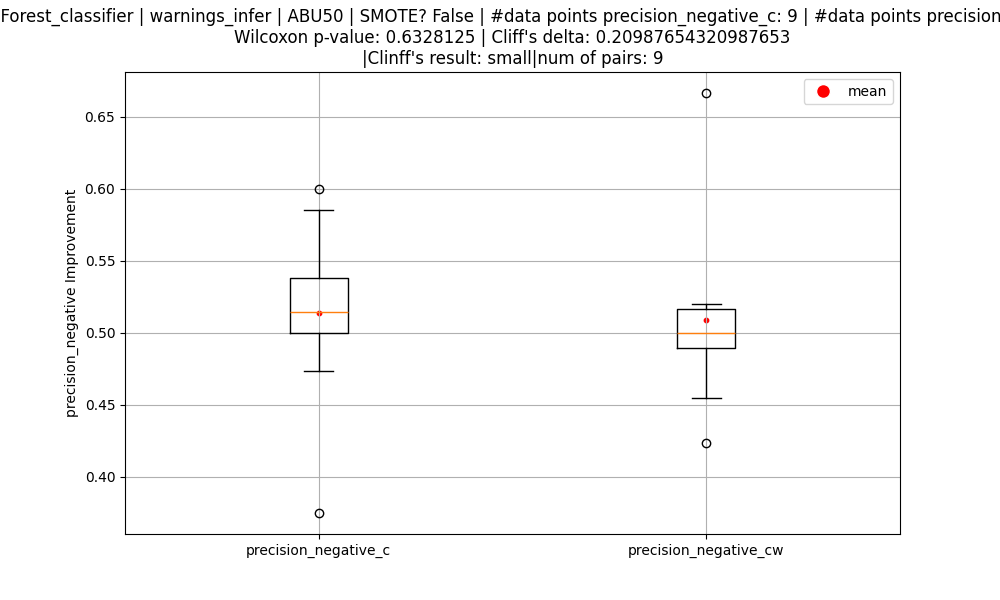 Forest_classifier | warnings_infer | ABU50 | SMOTE? False | #data points precision_negative_c: 9 | #data points precision
Wilcoxon p-value: 0.6328125 | Cliff's delta: 0.20987654320987653
|Clinff's result: small|num of pairs: 9
mean
0.65
0.60
0.55
0.50
0.45
0.40
precision_negative Improvement
precision_negative_c
precision_negative_cw